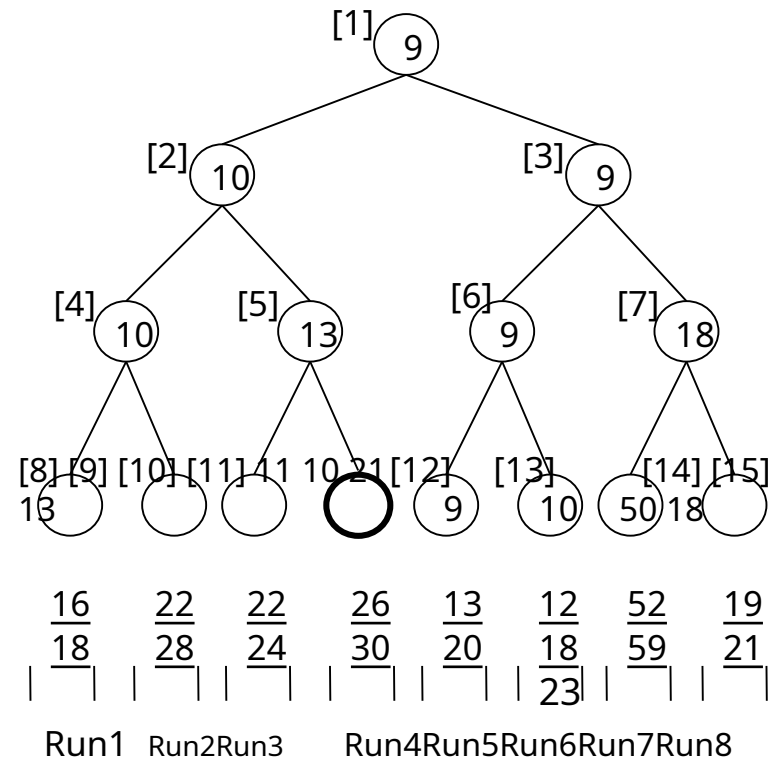 [1] 9
[2] 10 [3] 9
[4] 10 [5] 13 [6] 9 [7] 18
[8] [9] [10] [11] 11 10 21 [12] [13] [14] [15]
13 9 10 50 18
16 22 22 26 13 12 52 19
18 28 24 30 20 18 59 21
23
Run1 Run2Run3 Run4Run5Run6Run7Run8